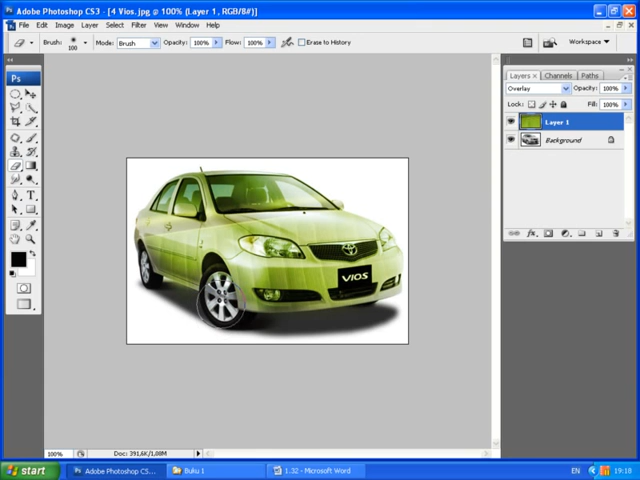 Adobe Photoshop CS3 - [4 Vios.jpg @ 100% (Layer 1, RGB/8#)]
File Edit Image Layer Select Filter View Window Help
Brush: 100 Mode: Brush Opacity: 100% Flow: 100% Erase to History Workspace
Ps
Layers Channels Paths
Overlay Opacity: 100%
Lock: Fill: 100%
Layer 1
Background
VIOS
100% Doc: 391,6K/1,08M
start Adobe Photoshop CS... Buku 1 1.32 - Microsoft Word EN 19:18